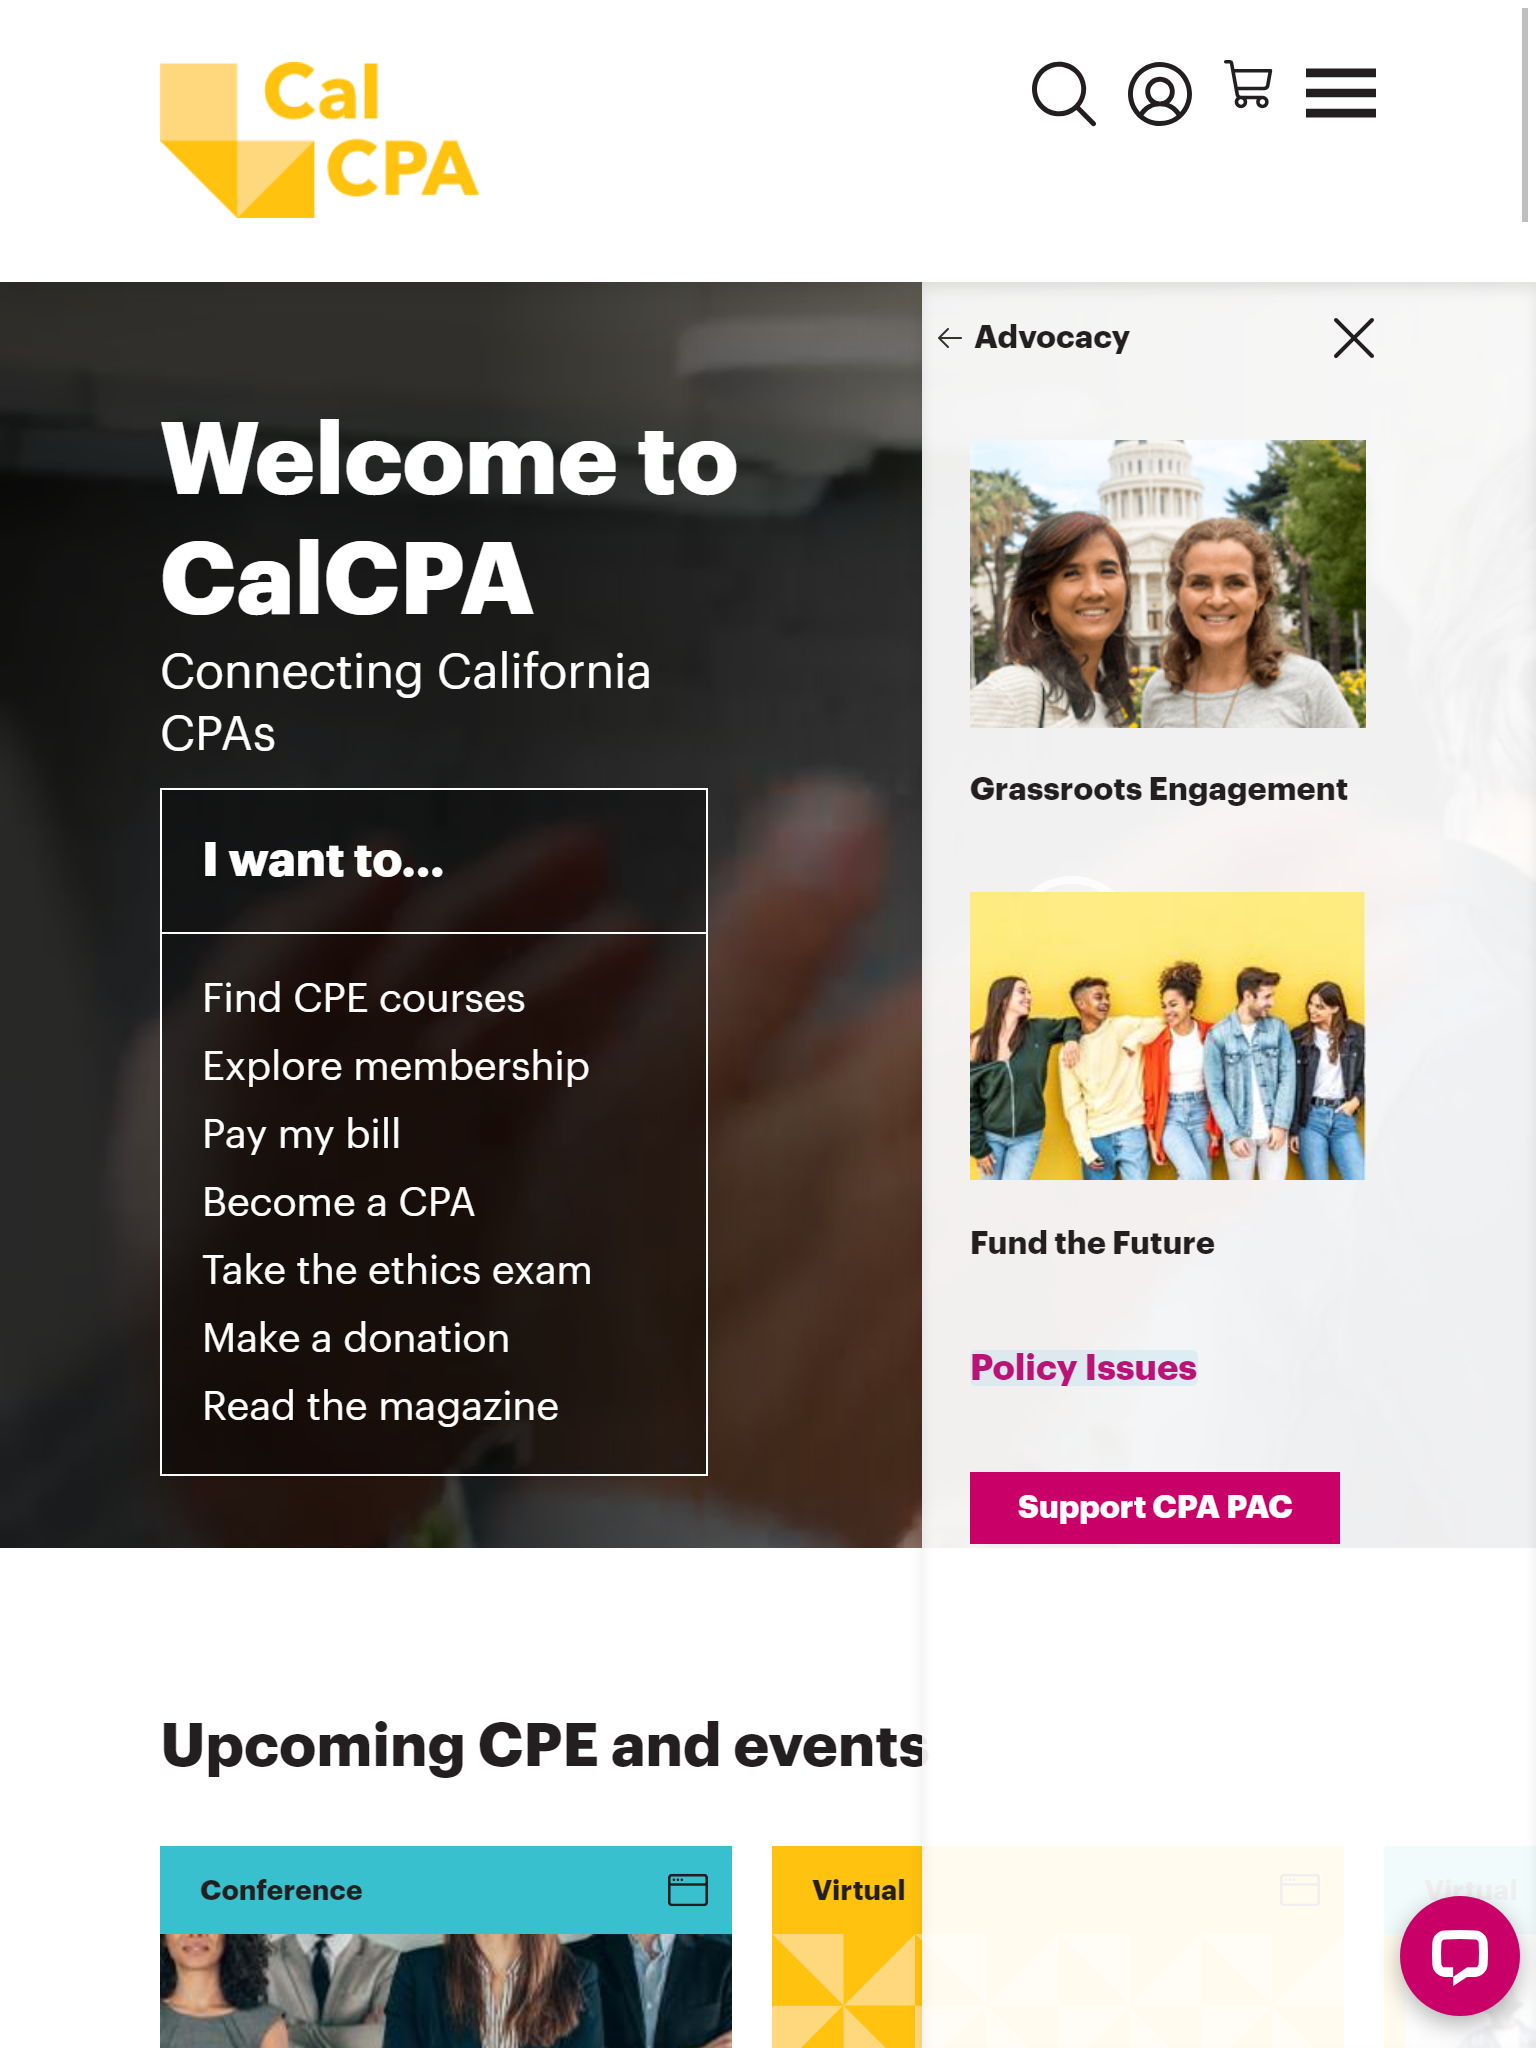 Cal
CPA
Advocacy
Welcome to
CalCPA
Connecting California
CPAs
I want to...
Find CPE courses
Explore membership
Pay my bill
Become a CPA
Take the ethics exam
Make a donation
Read the magazine
Grassroots Engagement
Fund the Future
Policy Issues
Support CPA PAC
Upcoming CPE and events
Conference
Virtual
Virtual